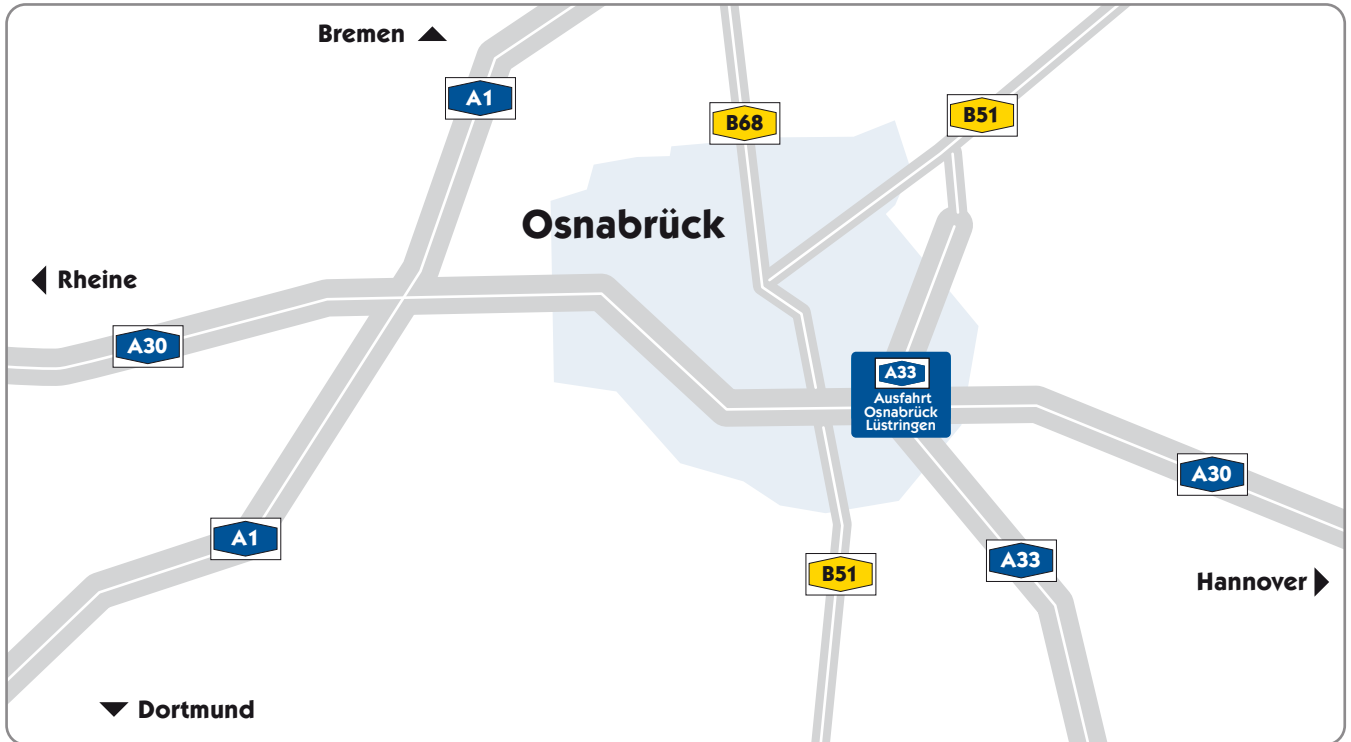 Bremen
A1
B68
B51
Osnabrück
Rheine
A30
A33
Ausfahrt
Osnabrück
Lüstringen
A30
A1
A33
B51
Hannover
Dortmund